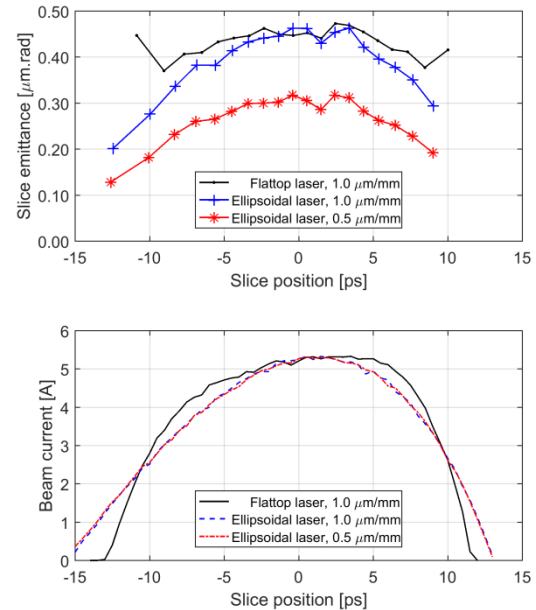 0.50
0.40
0.30
0.20
0.10
0.00
Slice emittance [μm.rad]
Flattop laser, 1.0 μm/mm
Ellipsoidal laser, 1.0 μm/mm
Ellipsoidal laser, 0.5 μm/mm
-15 -10 -5 0 5 10 15
Slice position [ps]
6
5
4
3
2
1
0
Beam current [A]
Flattop laser, 1.0 μm/mm
Ellipsoidal laser, 1.0 μm/mm
Ellipsoidal laser, 0.5 μm/mm
-15 -10 -5 0 5 10 15
Slice position [ps]